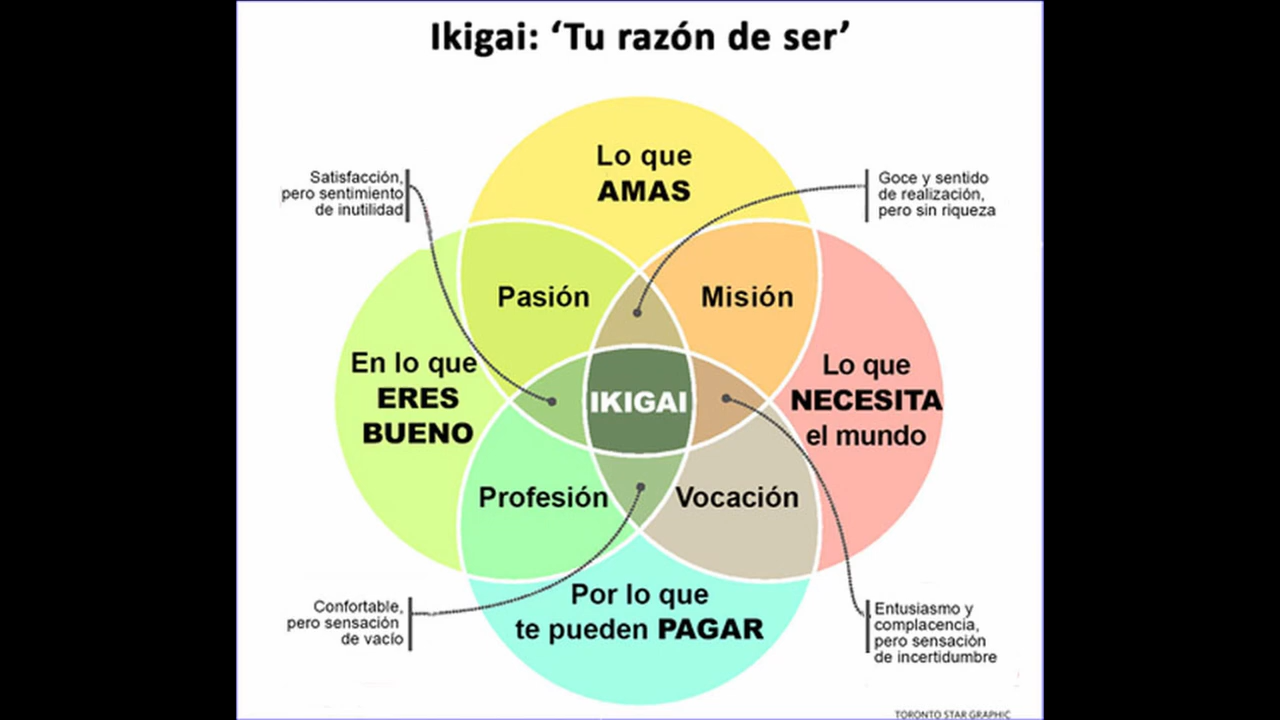 Ikigai: ‘Tu razón de ser’
Lo que
AMAS
Satisfacción,
pero sentimiento
de inutilidad
Goce y sentido
de realización,
pero sin riqueza
Pasión
Misión
En lo que
ERES
BUENO
IKIGAI
Lo que
NECESITA
el mundo
Profesión
Vocación
Por lo que
te pueden PAGAR
Confortable,
pero sensación
de vacío
Entusiasmo y
complacencia,
pero sensación
de incertidumbre
TORONTO STAR GRAPHIC